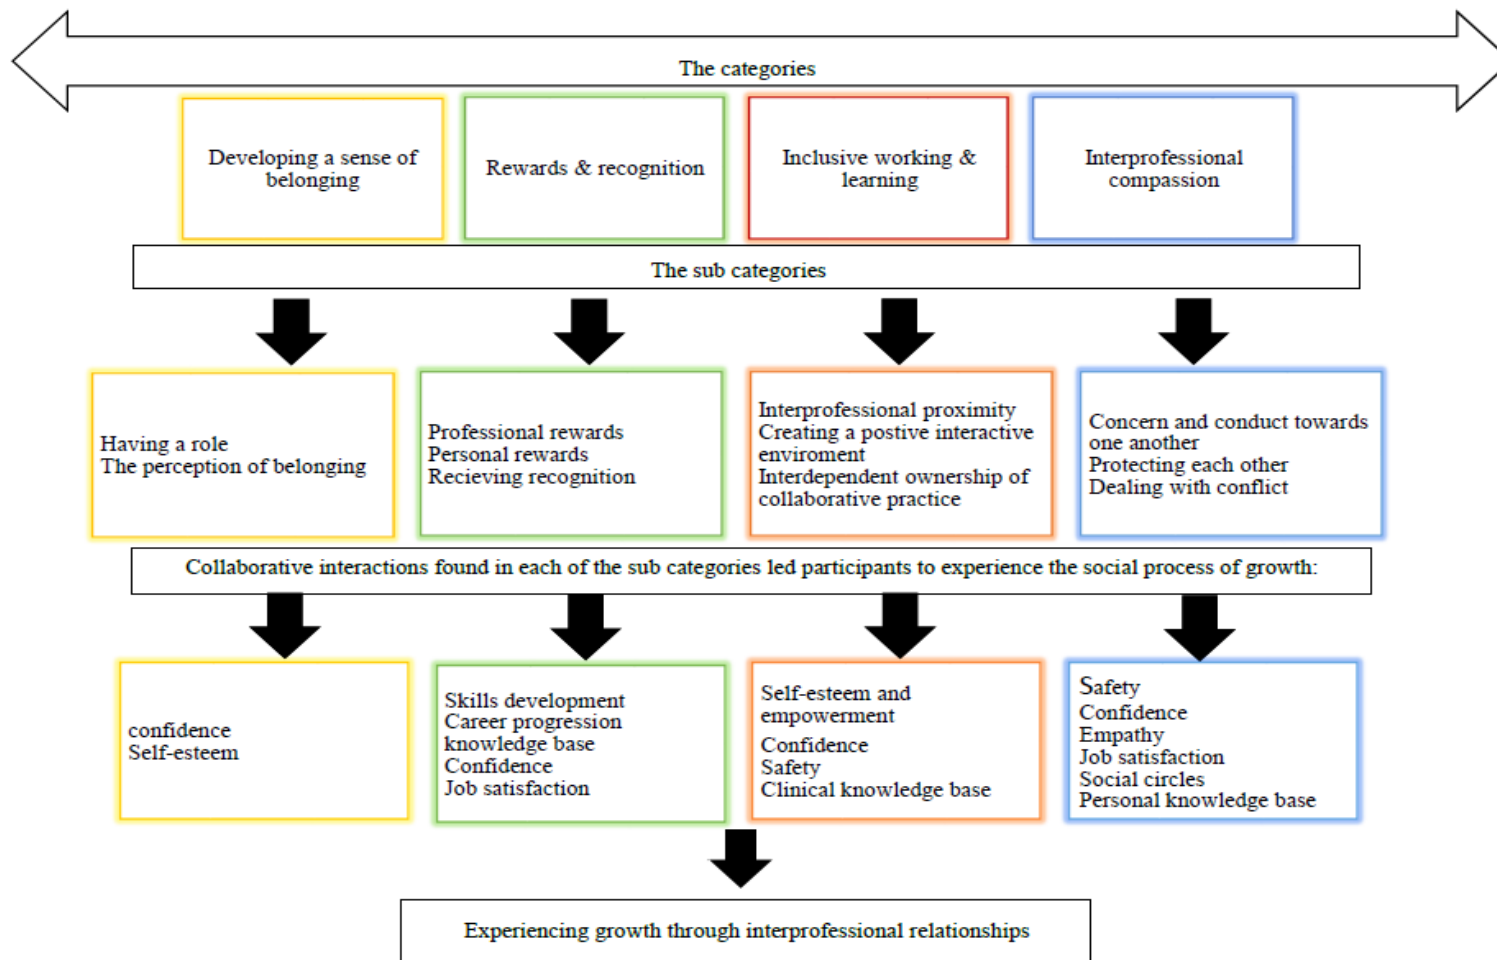 The categories
Developing a sense of
belonging
Rewards & recognition
Inclusive working &
learning
Interprofessional
compassion
The sub categories
Having a role
The perception of belonging
Professional rewards
Personal rewards
Recieving recognition
Interprofessional proximity
Creating a postive interactive
enviroment
Interdependent ownership of
collaborative practice
Concern and conduct towards
one another
Protecting each other
Dealing with conflict
Collaborative interactions found in each of the sub categories led participants to experience the social process of growth:
confidence
Self-esteem
Skills development
Career progression
knowledge base
Confidence
Job satisfaction
Self-esteem and
empowerment
Confidence
Safety
Clinical knowledge base
Safety
Confidence
Empathy
Job satisfaction
Social circles
Personal knowledge base
Experiencing growth through interprofessional relationships